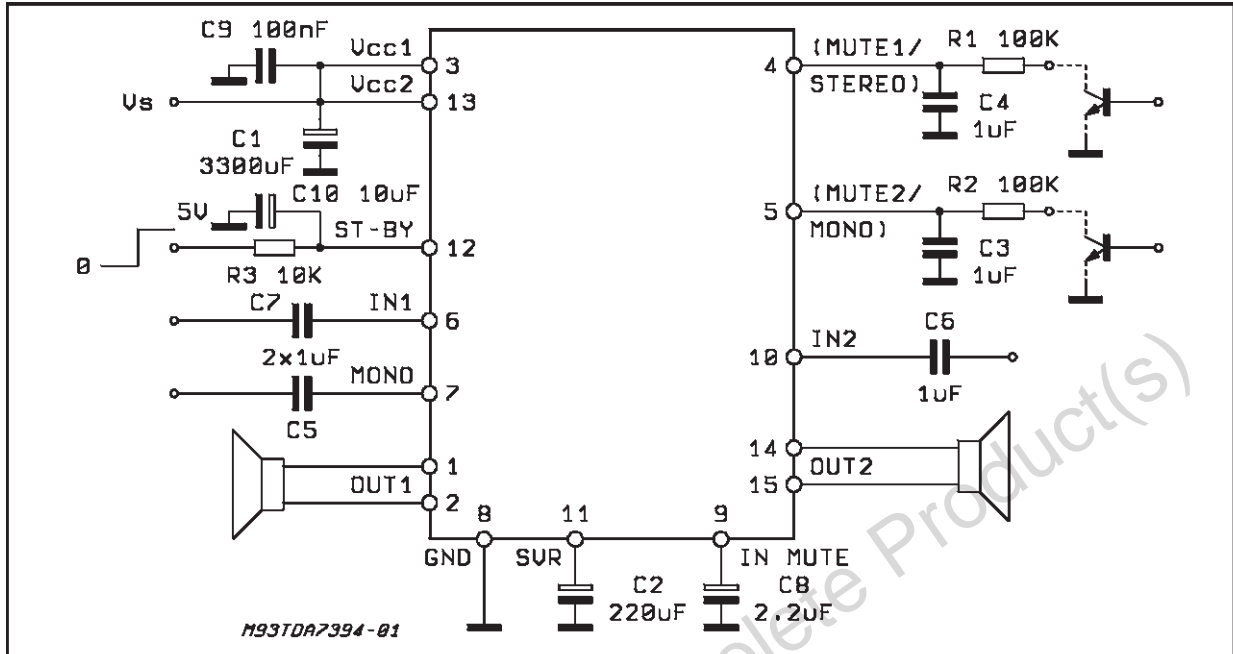 C9 100nF
Vcc1
3
Vcc2
13
Vs
C1
3300uF
C10 10uF
5V
0
ST-BY
12
R3 10K
C7
IN1
6
2x1uF
MONO
7
C5
OUT1
1
2
4
(MUTE1/
STEREO)
R1 100K
C4
1uF
5
(MUTE2/
MONO)
R2 100K
C3
1uF
10
IN2
C6
1uF
14
OUT2
15
8
11
9
GND
SVR
IN MUTE
C2
220uF
C8
2.2uF
M93TDA7394-01
olete Product(s)